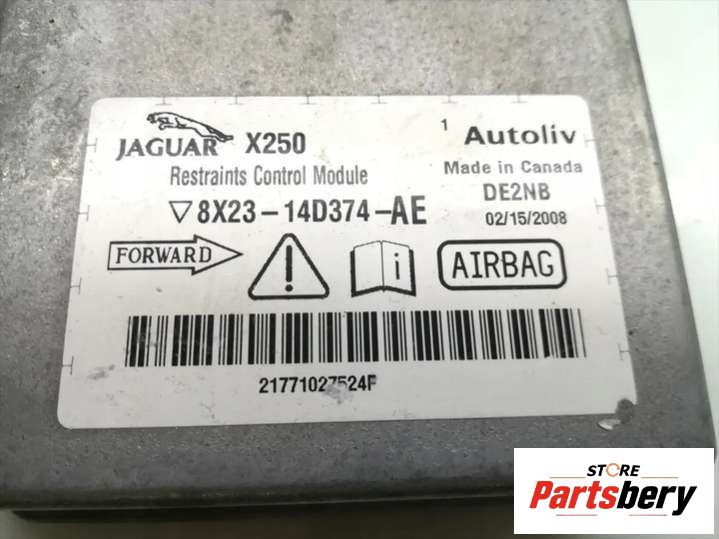 JAGUAR X250
1 Autoliv
Restraints Control Module
Made in Canada
DE2NB
8X23-14D374-AE
02/15/2008
FORWARD
i
AIRBAG
21771027524F
STORE
Partsbery